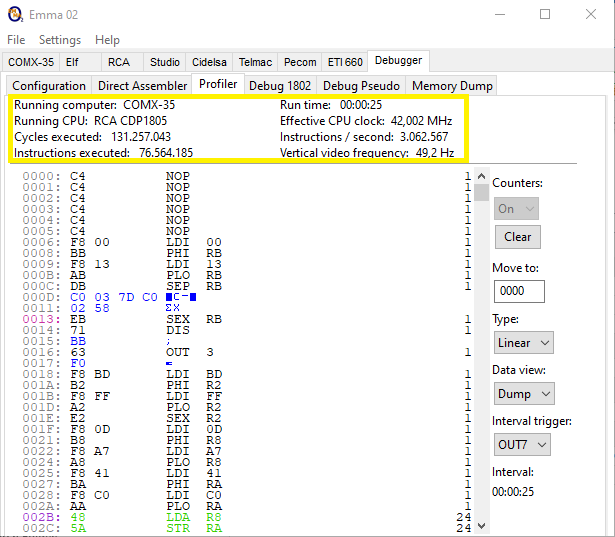 Emma 02
File Settings Help
COMX-35 Elf RCA Studio Cidelsa Telmac Pecom ETI 660 Debugger
Configuration Direct Assembler Profiler Debug 1802 Debug Pseudo Memory Dump
Running computer: COMX-35 Run time: 00:00:25
Running CPU: RCA CDP1805 Effective CPU clock: 42,002 MHz
Cycles executed: 131.257.043 Instructions / second: 3.062.567
Instructions executed: 76.564.185 Vertical video frequency: 49,2 Hz
0000: C4 NOP 1
0001: C4 NOP 1
0002: C4 NOP 1
0003: C4 NOP 1
0004: C4 NOP 1
0005: C4 NOP 1
0006: F8 00 LDI 00 1
0008: BB PHI RB 1
0009: F8 13 LDI 13 1
000B: AB PLO RB 1
000C: DB SEP RB 1
000D: C0 03 7D C0
0011: 02 58 ΣX
0013: EB SEX RB 1
0014: 71 DIS 1
0015: BB ;
0016: 63 OUT 3 1
0017: F0 =
0018: F8 BD LDI BD 1
001A: B2 PHI R2 1
001B: F8 FF LDI FF 1
001D: A2 PLO R2 1
001E: E2 SEX R2 1
001F: F8 0D LDI 0D 1
0021: B8 PHI R8 1
0022: F8 A7 LDI A7 1
0024: A8 PLO R8 1
0025: F8 41 LDI 41 1
0027: BA PHI RA 1
0028: F8 C0 LDI C0 1
002A: AA PLO RA 1
002B: 48 LDA R8 24
002C: 5A STR RA 24
Counters:
On
Clear
Move to:
0000
Type:
Linear
Data view:
Dump
Interval trigger:
OUT7
Interval:
00:00:25